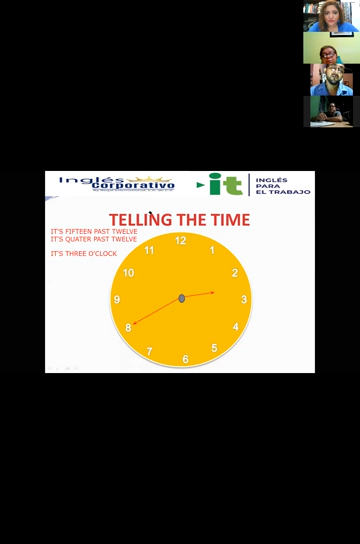 Inglés
Corporativo
it
INGLÉS
PARA
EL TRABAJO
TELLING THE TIME
IT'S FIFTEEN PAST TWELVE
IT'S QUATER PAST TWELVE
IT'S THREE O'CLOCK
12
11
1
10
2
9
3
8
4
7
5
6